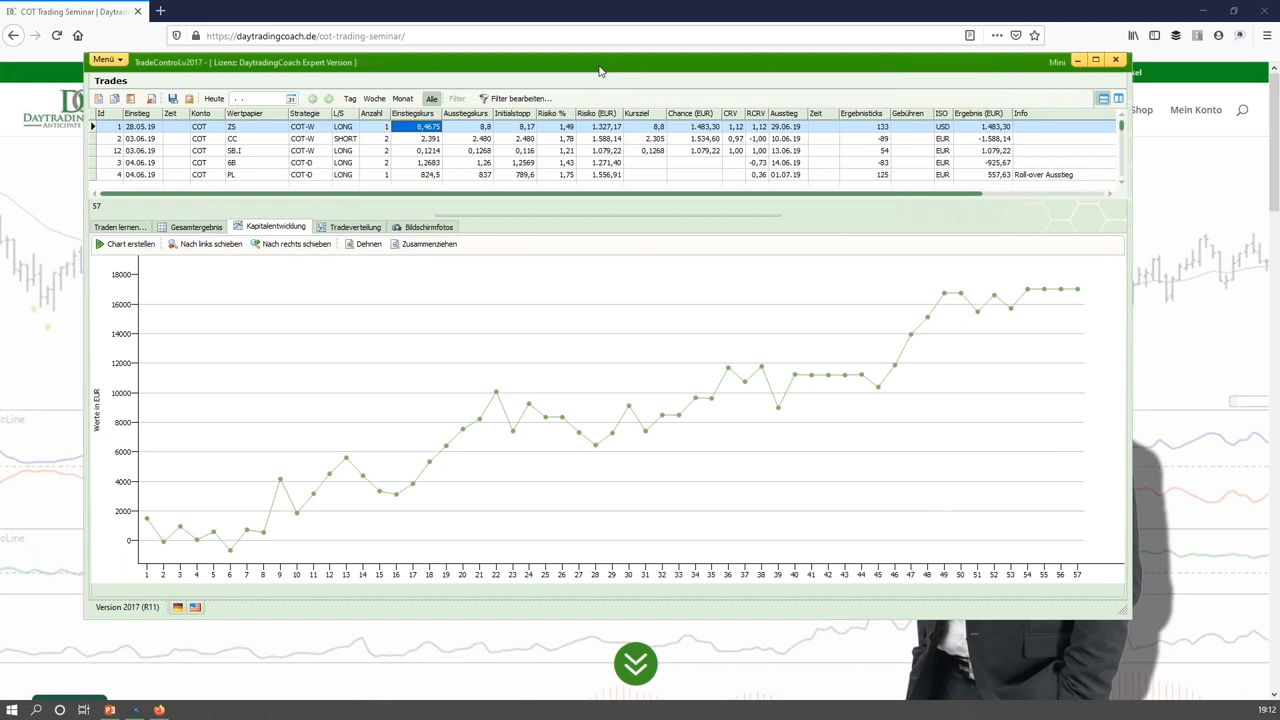 COT Trading Seminar | Daytradi
https://daytradingcoach.de/cot-trading-seminar/
Menü
TradeControl.v2017 - [ Lizenz: DaytradingCoach Expert Version ]
Mini
Trades
Heute
. .
31
Tag Woche Monat Alle Filter Filter bearbeiten...
Id Einstieg Zeit Konto Wertpapier Strategie L/S Anzahl Einstiegskurs Ausstiegskurs Initialstopp Risiko % Risiko (EUR) Kursziel Chance (EUR) CRV RCRV Ausstieg Zeit Ergebnisticks Gebühren ISO Ergebnis (EUR) Info
1 28.05.19 COT ZS COT-W LONG 1 8,4675 8,8 8,17 1,49 1.327,17 8,8 1.483,30 1,12 1,12 29.06.19 133 USD 1.483,30
2 03.06.19 COT CC COT-W SHORT 2 2.391 2.480 2.480 1,78 1.588,14 2.305 1.534,60 0,97 -1,00 10.06.19 -89 EUR -1.588,14
12 03.06.19 COT SB.I COT-W LONG 2 0,1214 0,1268 0,116 1,21 1.079,22 0,1268 1.079,22 1,00 1,00 13.06.19 54 EUR 1.079,22
3 04.06.19 COT 6B COT-D LONG 1 1,2683 1,26 1,2569 1,43 1.271,40 -0,73 14.06.19 -83 EUR -925,67
4 04.06.19 COT PL COT-D LONG 1 824,5 837 789,6 1,75 1.556,91 0,36 01.07.19 125 EUR 557,63 Roll-over Ausstieg
57
Traden lernen... Gesamtergebnis Kapitalentwicklung Tradeverteilung Bildschirmfotos
Chart erstellen Nach links schieben Nach rechts schieben Dehnen Zusammenziehen
18000
16000
14000
12000
10000
8000
6000
4000
2000
0
Werte in EUR
1 2 3 4 5 6 7 8 9 10 11 12 13 14 15 16 17 18 19 20 21 22 23 24 25 26 27 28 29 30 31 32 33 34 35 36 37 38 39 40 41 42 43 44 45 46 47 48 49 50 51 52 53 54 55 56 57
Version 2017 (R11)
DAYTRADIN
ANTICIPATE
kel
Shop Mein Konto
oLine
oLine
19:12